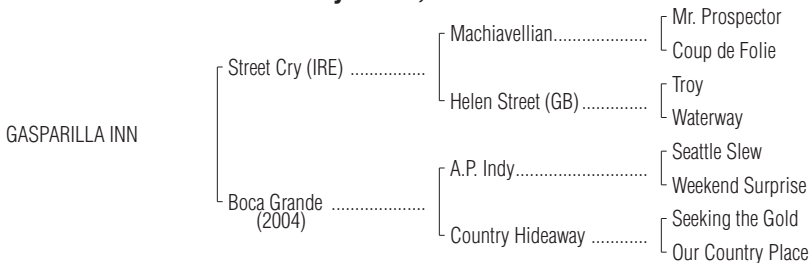 Mr. Prospector
Machiavellian....................
Coup de Folie
Street Cry (IRE) ................
Troy
Helen Street (GB)..............
Waterway
GASPARILLA INN
Seattle Slew
A.P. Indy............................
Weekend Surprise
Boca Grande ....................
(2004)
Seeking the Gold
Country Hideaway ............
Our Country Place